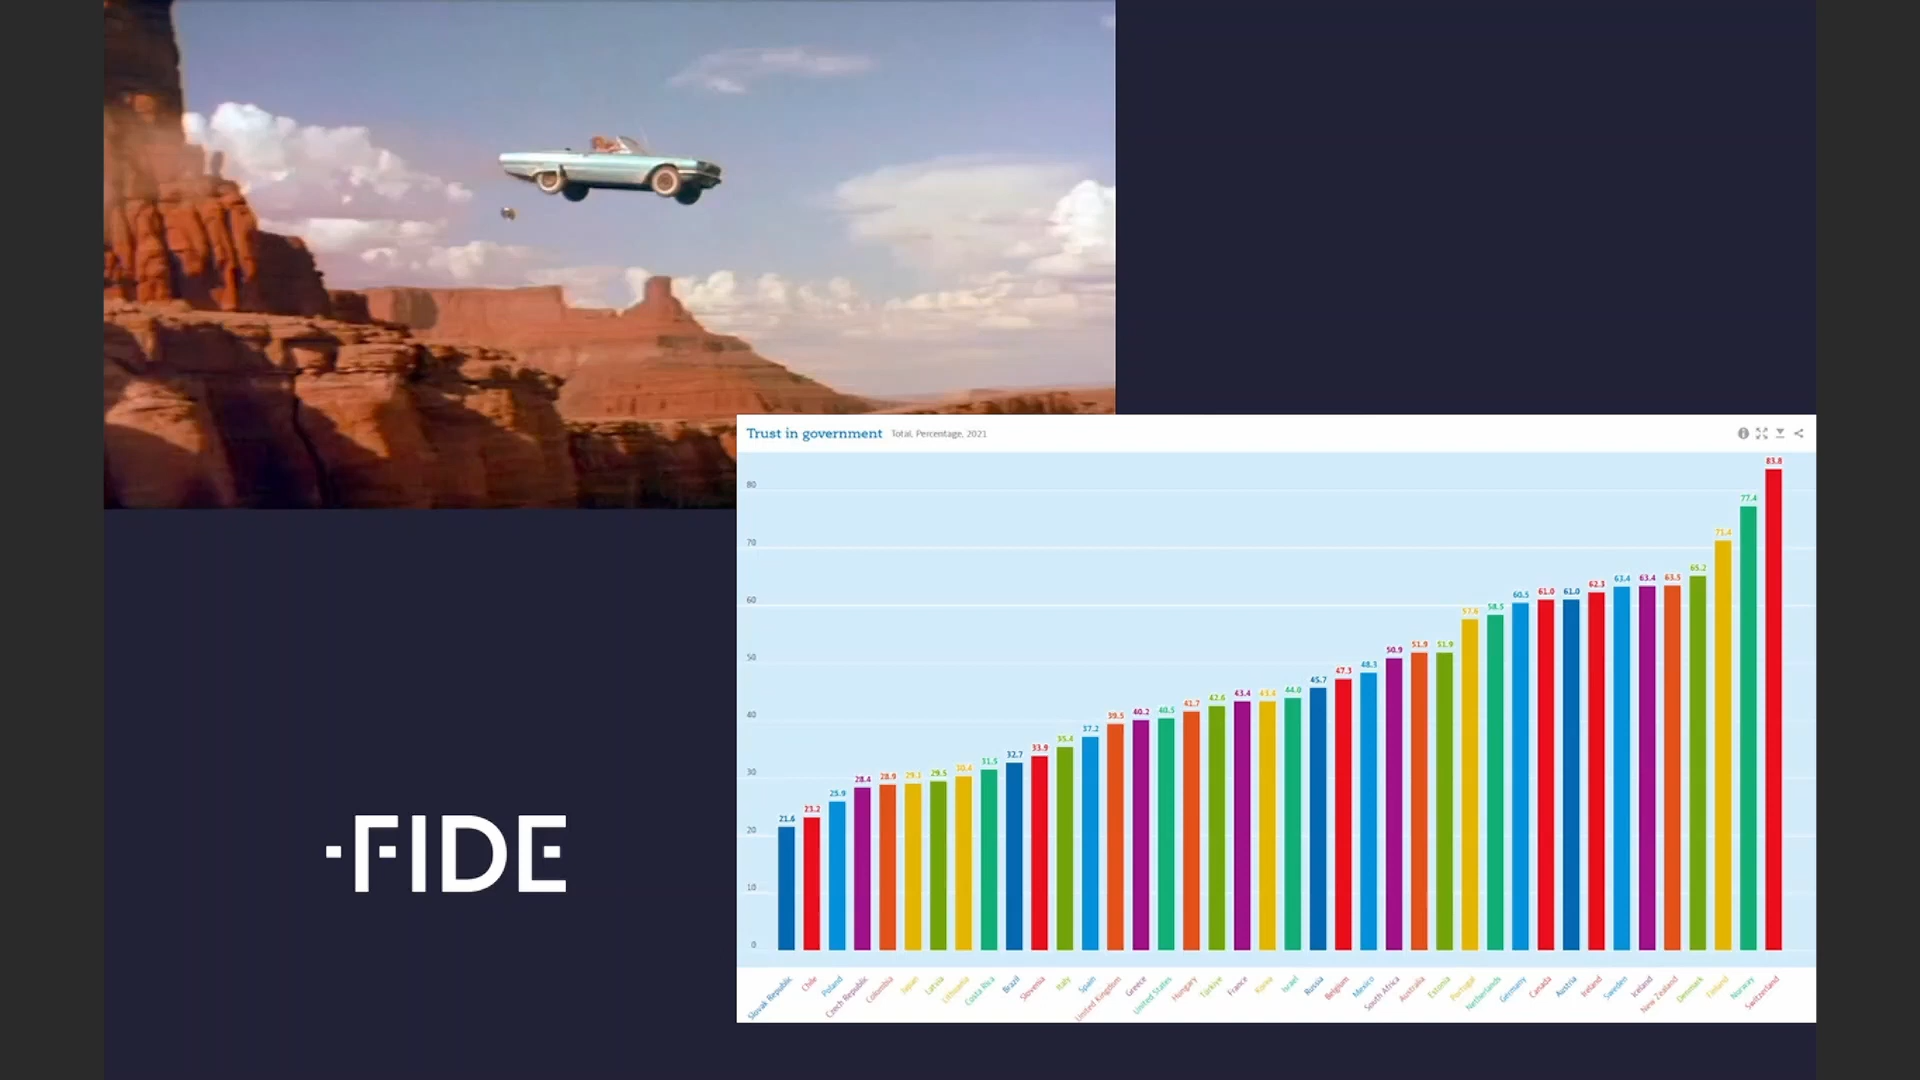 Trust in government Total, Percentage, 2021
83.8
80
77.4
71.4
70
65.2
63.5
63.4
63.4
62.3
61.0
61.0
60.5
60
58.5
57.6
51.9
51.9
50.9
50
48.3
47.3
45.7
44.0
43.4
43.4
42.6
41.7
40.5
40.2
40
39.5
37.2
35.4
33.9
32.7
31.5
30.4
30
29.5
29.1
28.9
28.4
25.9
23.2
21.6
20
10
0
Slovak Republic
Chile
Poland
Czech Republic
Colombia
Japan
Latvia
Lithuania
Costa Rica
Brazil
Slovenia
Italy
Spain
United Kingdom
Greece
United States
Hungary
Türkiye
France
Korea
Israel
Russia
Belgium
Mexico
South Africa
Australia
Estonia
Portugal
Netherlands
Germany
Canada
Austria
Ireland
Sweden
Iceland
New Zealand
Denmark
Finland
Norway
Switzerland
FIDE